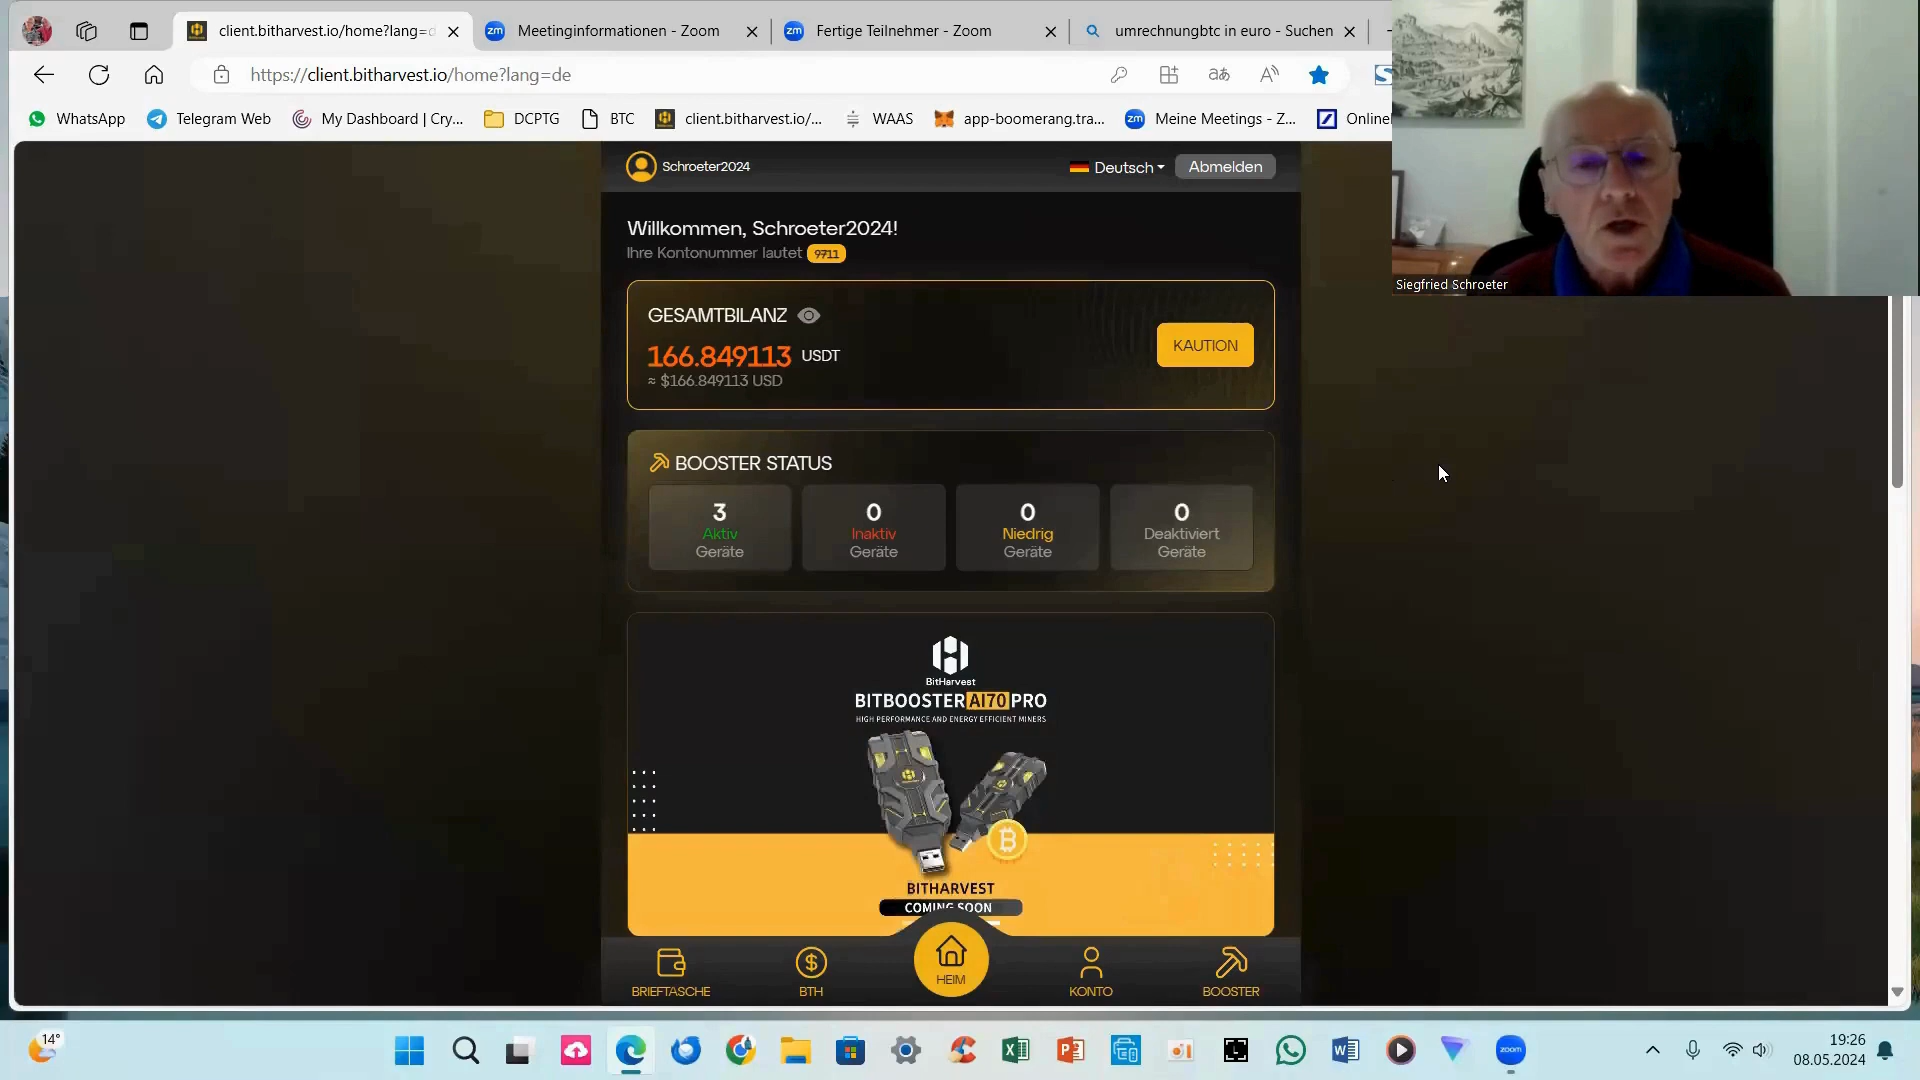 client.bitharvest.io/home?lang=d
Meetinginformationen - Zoom
Fertige Teilnehmer - Zoom
umrechnungbtc in euro - Suchen
https://client.bitharvest.io/home?lang=de
WhatsApp
Telegram Web
My Dashboard | Cry...
DCPTG
BTC
client.bitharvest.io/...
WAAS
app-boomerang.tra...
Meine Meetings - Z...
Onlinel
Siegfried Schroeter
Schroeter2024
Deutsch
Abmelden
Willkommen, Schroeter2024!
Ihre Kontonummer lautet 9711
GESAMTBILANZ
166.849113 USDT
≈ $166.849113 USD
KAUTION
BOOSTER STATUS
3
Aktiv
Geräte
0
Inaktiv
Geräte
0
Niedrig
Geräte
0
Deaktiviert
Geräte
BitHarvest
BITBOOSTER AI70 PRO
HIGH PERFORMANCE AND ENERGY EFFICIENT MINERS
BITHARVEST
COMING SOON
BRIEFTASCHE
BTH
HEIM
KONTO
BOOSTER
14°
zoom
19:26
08.05.2024